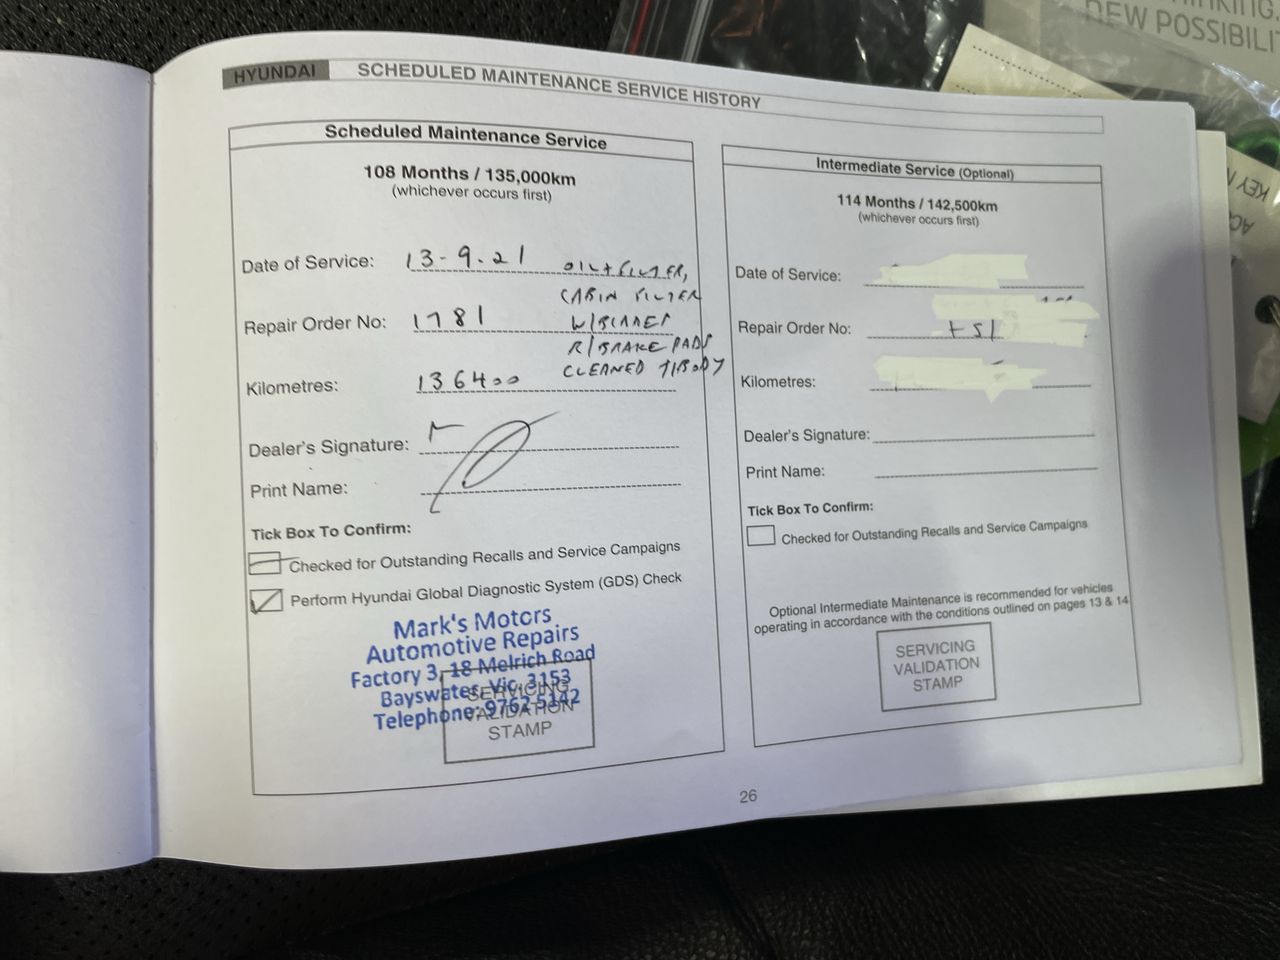 HYUNDAI SCHEDULED MAINTENANCE SERVICE HISTORY
Scheduled Maintenance Service
108 Months / 135,000km
(whichever occurs first)
Date of Service: 13-9-21
OIL + FILTER,
CABIN FILTER
Repair Order No: 1781
W/BLADES
R/BRAKE PADS
CLEANED T/BODY
Kilometres: 136400
Dealer's Signature:
Print Name:
Tick Box To Confirm:
Checked for Outstanding Recalls and Service Campaigns
Perform Hyundai Global Diagnostic System (GDS) Check
Mark's Motors
Automotive Repairs
Factory 3, 18 Melrich Road
Bayswater, Vic, 3153
Telephone: 9762 5142
SERVICING
VALIDATION
STAMP
Intermediate Service (Optional)
114 Months / 142,500km
(whichever occurs first)
Date of Service:
Repair Order No:
Kilometres:
Dealer's Signature:
Print Name:
Tick Box To Confirm:
Checked for Outstanding Recalls and Service Campaigns
Optional Intermediate Maintenance is recommended for vehicles
operating in accordance with the conditions outlined on pages 13 & 14
SERVICING
VALIDATION
STAMP
26
NEW POSSIBILI
KEY